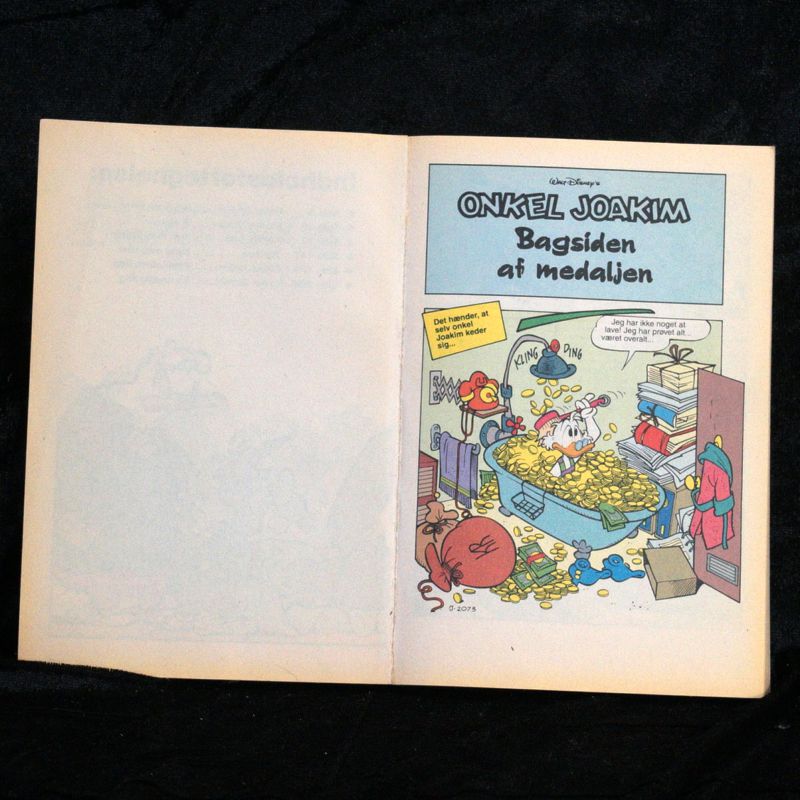 Walt Disney's
ONKEL JOAKIM
Bagsiden
af medaljen
Det hænder, at
selv onkel
Joakim keder
sig...
Jeg har ikke noget at
lave! Jeg har prøvet alt...
været overalt...
KLING
DING
J-2073